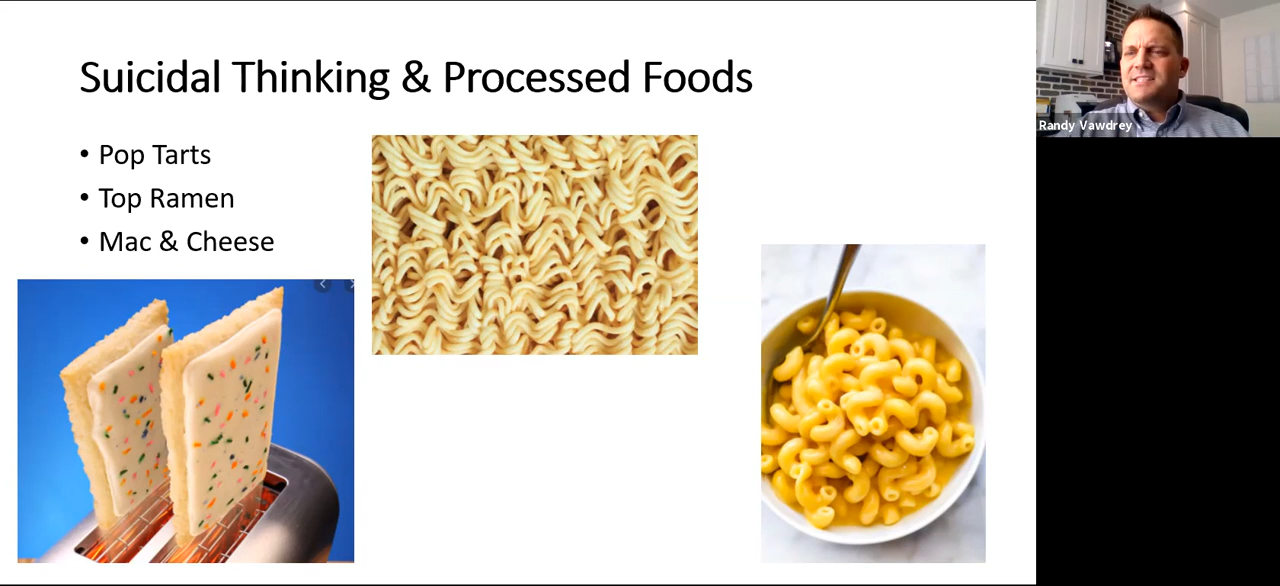 Suicidal Thinking & Processed Foods
• Pop Tarts
• Top Ramen
• Mac & Cheese
Randy Vawdrey